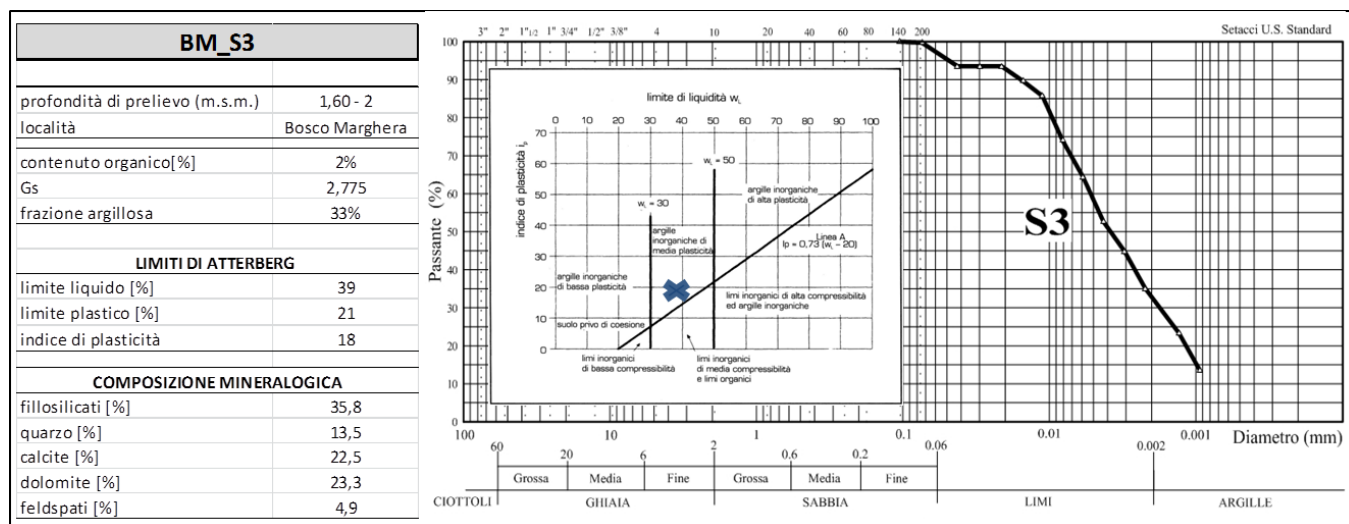 BM_S3
profondità di prelievo (m.s.m.) 1,60 - 2
località Bosco Marghera
contenuto organico[%] 2%
Gs 2,775
frazione argillosa 33%
LIMITI DI ATTERBERG
limite liquido [%] 39
limite plastico [%] 21
indice di plasticità 18
COMPOSIZIONE MINERALOGICA
fillosilicati [%] 35,8
quarzo [%] 13,5
calcite [%] 22,5
dolomite [%] 23,3
feldspati [%] 4,9
3" 2" 1"1/2 1" 3/4" 1/2" 3/8" 4 10 20 40 60 80 140 200 Setacci U.S. Standard
Passante (%)
100
90
80
70
60
50
40
30
20
10
0
limite di liquidità wL
0 10 20 30 40 50 60 70 80 90 100
indice di plasticità ip
70
60
50
40
30
20
10
0
wL = 50
wL = 30
argille inorganiche
di alta plasticità
argille
inorganiche di
media plasticità
Linea A
Ip = 0,73 (wL - 20)
argille inorganiche
di bassa plasticità
limi inorganici di alta compressibilità
ed argille inorganiche
suolo privo di coesione
limi inorganici
di bassa compressibilità
limi inorganici
di media compressibilità
e limi organici
S3
100 10 1 0.1 0.01 0.001 Diametro (mm)
60 20 6 2 0.6 0.2 0.06 0.002
Grossa Media Fine Grossa Media Fine
CIOTTOLI GHIAIA SABBIA LIMI ARGILLE